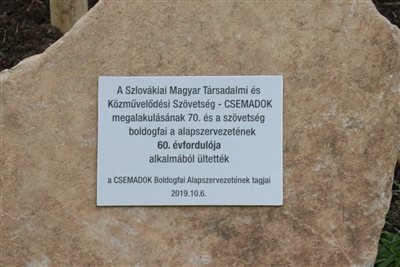 A Szlovákiai Magyar Társadalmi és
Közművelődési Szövetség - CSEMADOK
megalakulásának 70. és a szövetség
boldogfai a alapszervezetének
60. évfordulója
alkalmából ültették
a CSEMADOK Boldogfai Alapszervezetének tagjai
2019.10.6.